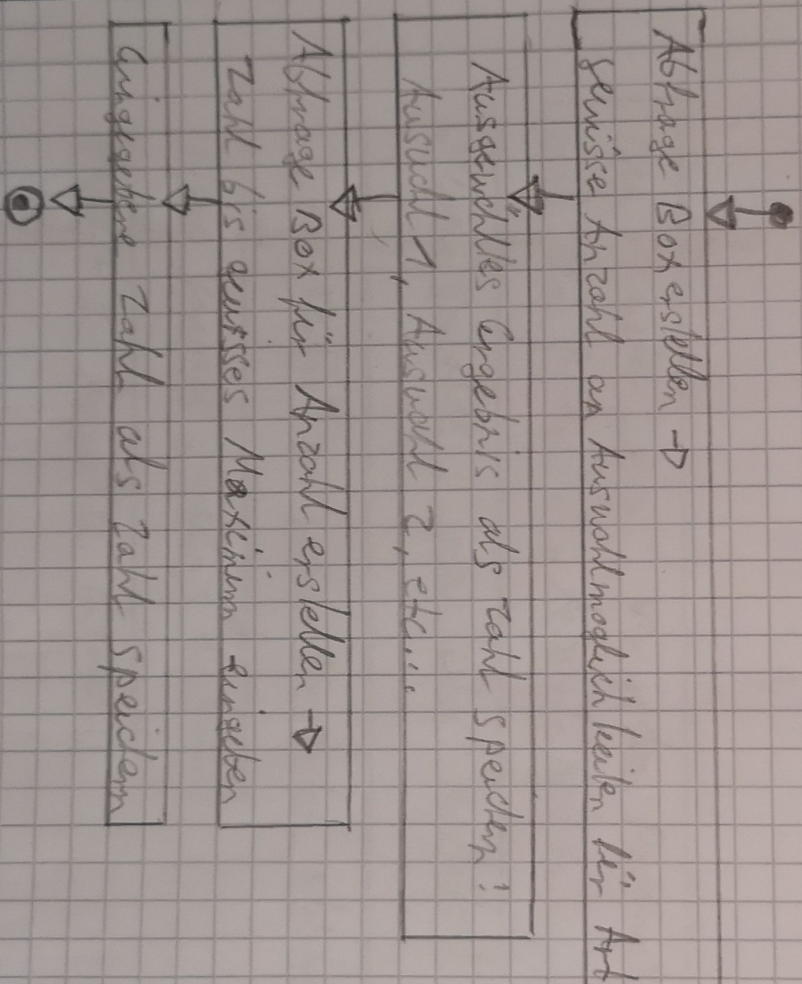 Abfrage Box erstellen →
gewisse Anzahl an Auswahlmöglichkeiten für Art
Ausgewähltes Ergebnis als Zahl speichern:
Auswahl 1, Auswahl 2, etc...
Abfrage Box für Anzahl erstellen →
Zahl bis gewisses Maximum eingeben
eingegebene Zahl als Zahl speichern